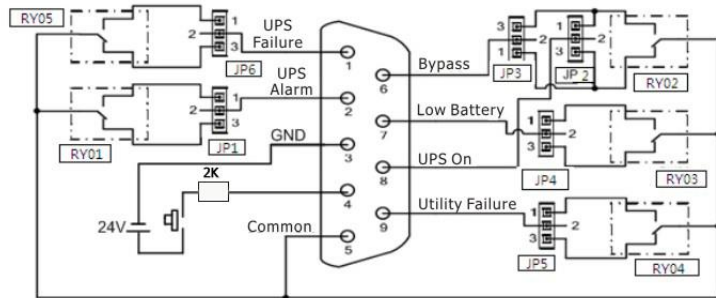 RY05
1
2
3
JP6
UPS
Failure
RY01
1
2
3
JP1
UPS
Alarm
GND
2K
24V
Common
1
2
3
4
5
6
7
8
9
Bypass
Low Battery
UPS On
Utility Failure
3
2
1
JP3
1
2
3
JP 2
RY02
1
2
3
JP4
RY03
1
2
3
JP5
RY04